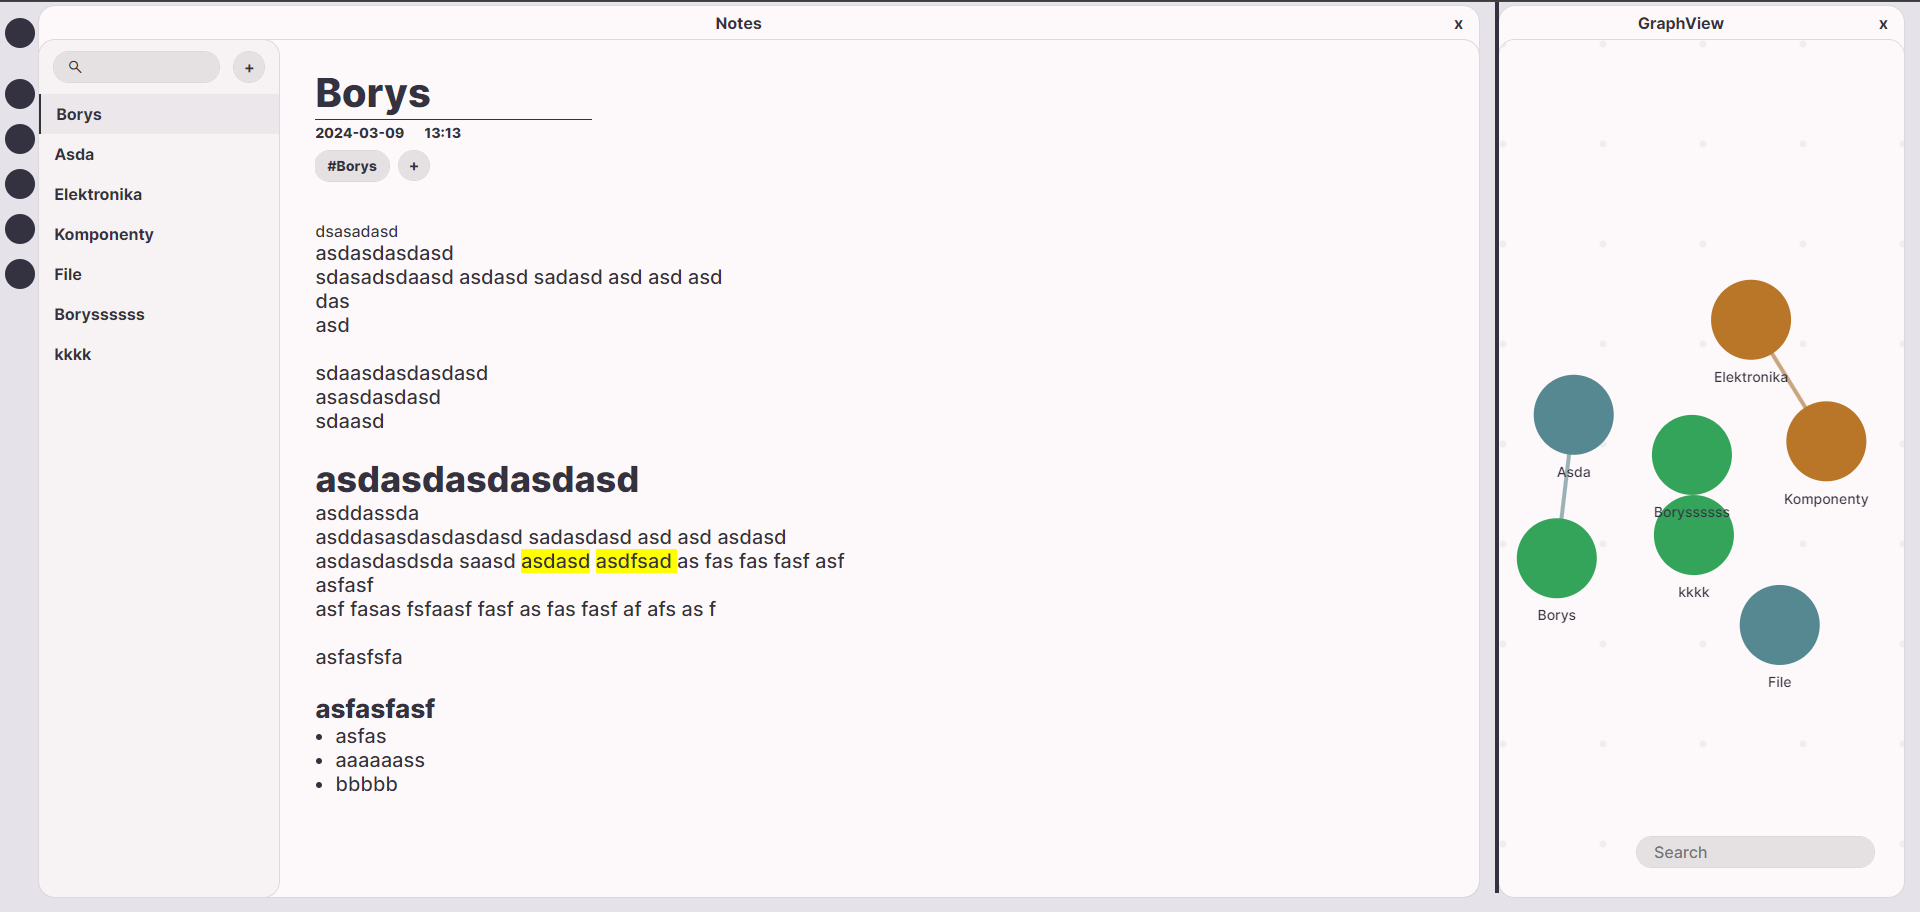 Notes
x
+
Borys
Asda
Elektronika
Komponenty
File
Boryssssss
kkkk
Borys
2024-03-09 13:13
#Borys +
dsasadasd
asdasdasdasd
sdasadsdaasd asdasd sadasd asd asd asd
das
asd
sdaasdasdasdasd
asasdasdasd
sdaasd
asdasdasdasdasd
asddassda
asddasasdasdasdasd sadasdasd asd asd asdasd
asdasdasdsda saasd asdasd asdfsad as fas fas fasf asf
asfasf
asf fasas fsfaasf fasf as fas fasf af afs as f
asfasfsfa
asfasfasf
• asfas
• aaaaaass
• bbbbb
GraphView
x
Elektronika
Asda
Komponenty
Boryssssss
kkkk
Borys
File
Search